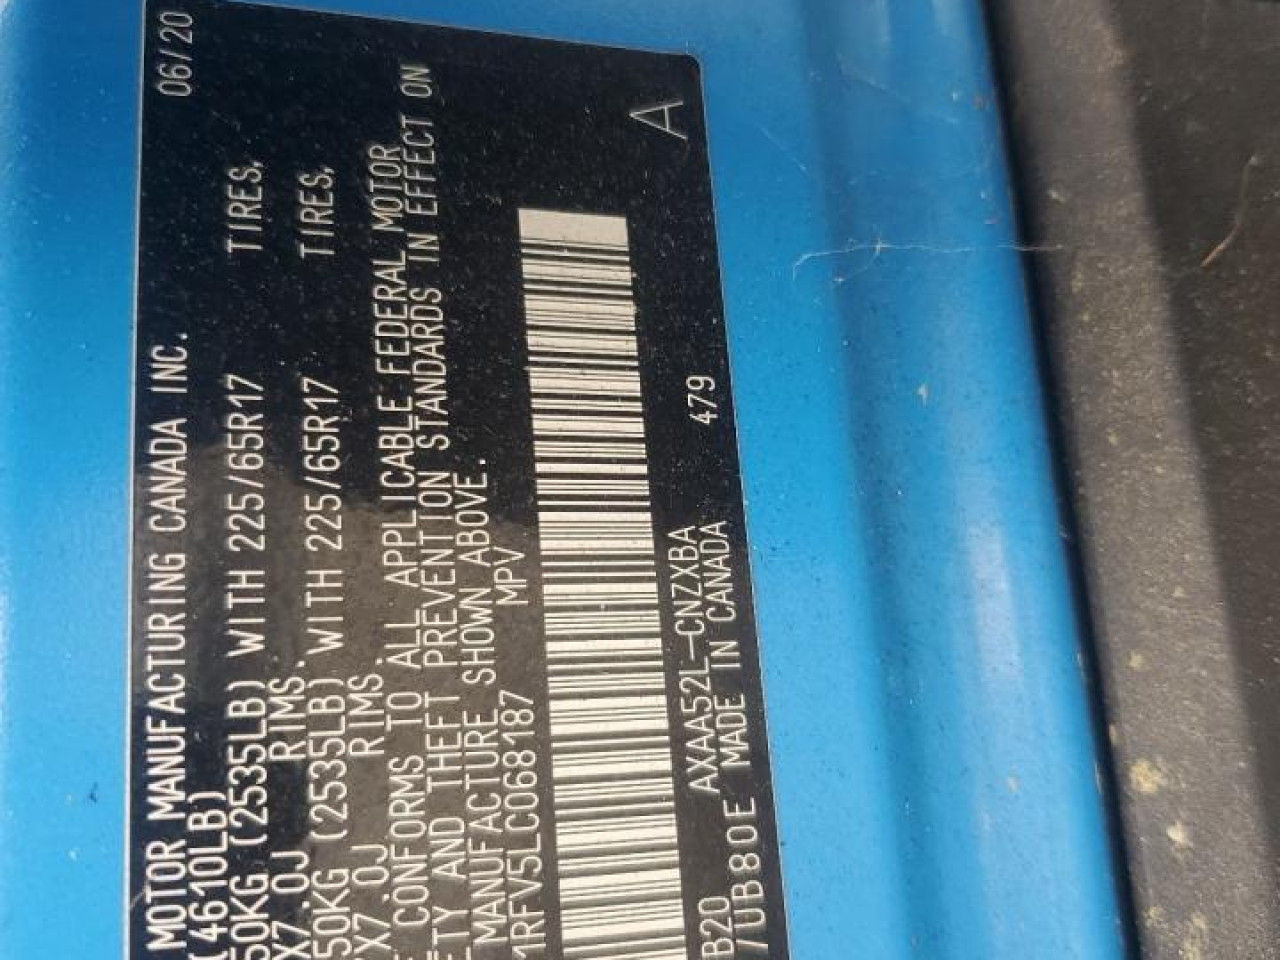 MOTOR MANUFACTURING CANADA INC. 06/20
(4610LB)
50KG (2535LB) WITH 225/65R17 TIRES,
X7.0J RIMS.
50KG (2535LB) WITH 225/65R17 TIRES,
X7.0J RIMS.
CONFORMS TO ALL APPLICABLE FEDERAL MOTOR
ETY AND THEFT PREVENTION STANDARDS IN EFFECT ON
MANUFACTURE SHOWN ABOVE.
1RFV5LC068187 MPV
A
B20 AXAA52L-CNZXBA 479
/UB80E MADE IN CANADA